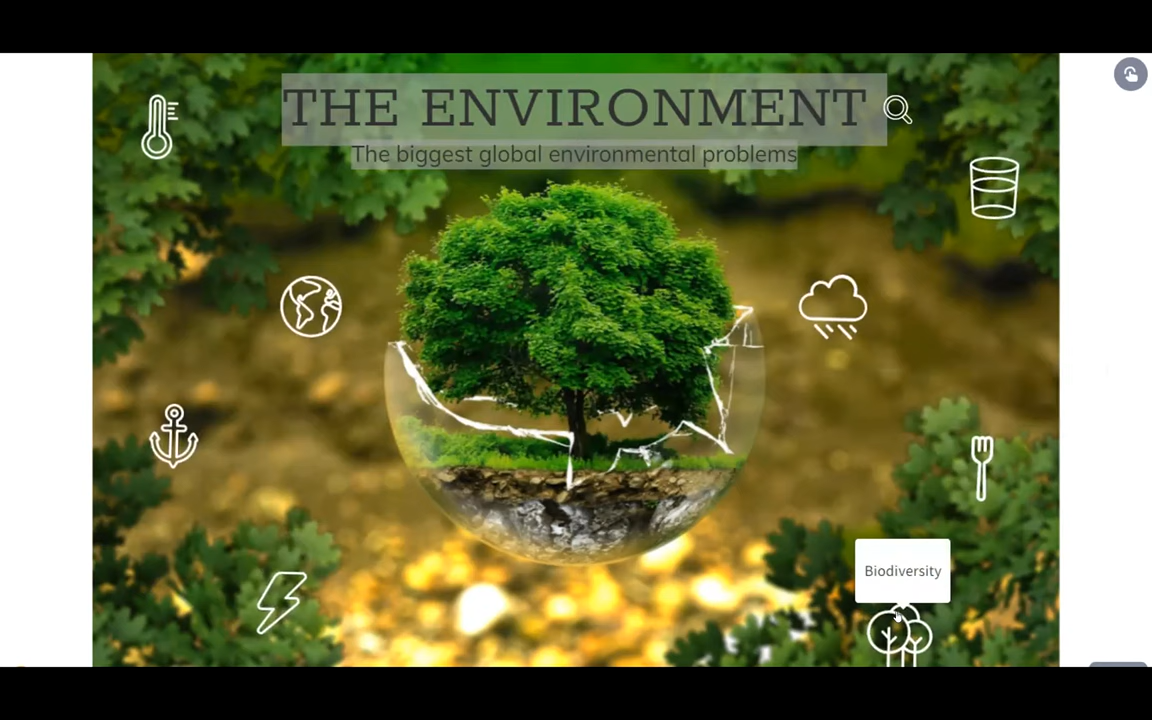 THE ENVIRONMENT
The biggest global environmental problems
Biodiversity